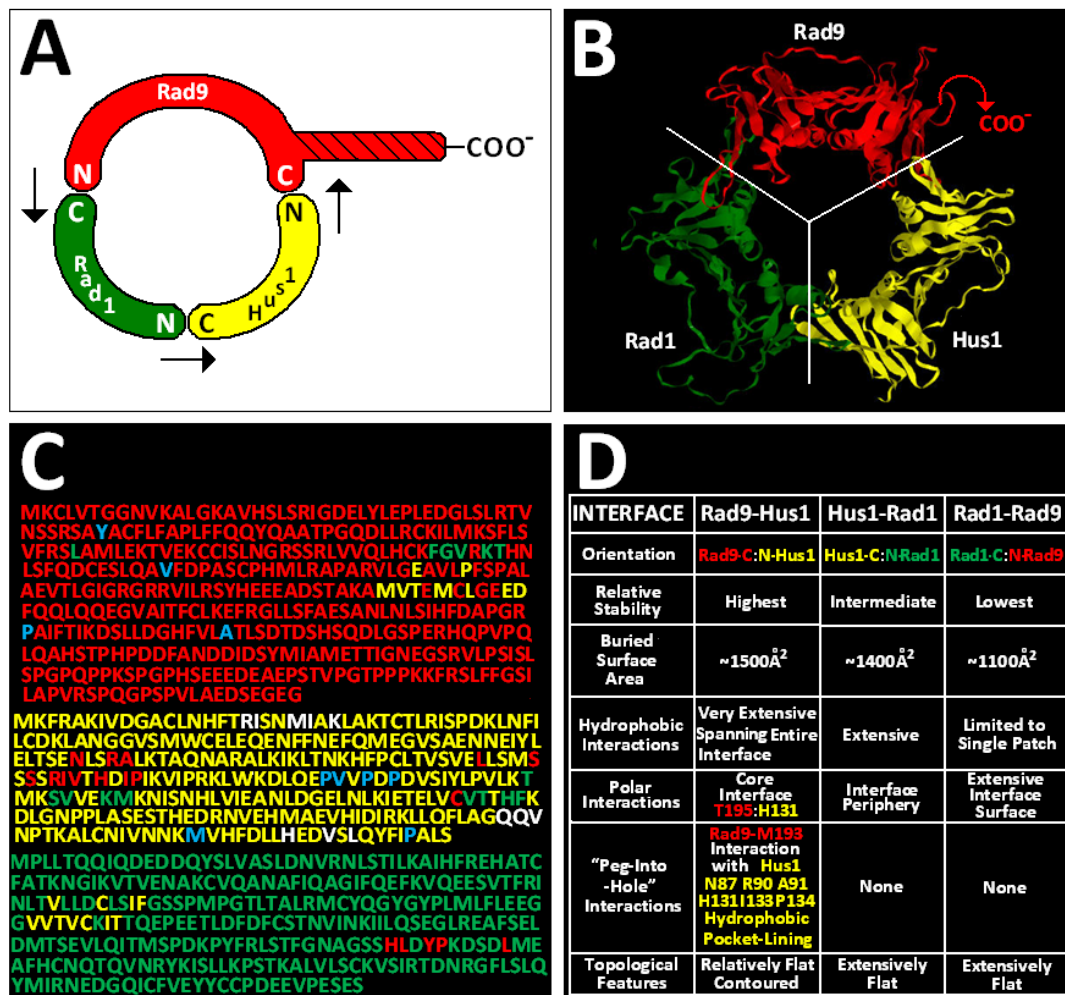 A
Rad9
COO⁻
N
C
C
N
Rad1
Hus1
N
C
B
Rad9
COO⁻
Rad1
Hus1
C
MKCLVTGGNVKALGKAVHSLSRIGDELYLEPLEDGLSLRTV
NSSRSAYACFLFAPLFFQQYQAATPGQDLLRCKILMKSFLS
VFRSLAMLEKTVEKCCISLNGRSSRLVVQLHCKFGVRKTHN
LSFQDCESLQAVFDPASCPHMLRAPARVLGEAVLPFSPAL
AEVTLGIGRGRRVILRSYHEEEADSTAKAMVTEMCLGEED
FQQLQQEGVAITFCLKEFRGLLSFAESANLNLSIHFDAPGR
PAIFTIKDSLLDGHFVLATLSDTDSHSQDLGSPERHQPVPQ
LQAHSTPHPDDFANDDIDSYMIAMETTIGNEGSRVLPSISL
SPGPQPPKSPGPHSEEEDEAEPSTVPGTPPPKKFRSLFFGSI
LAPVRSPQGPSPVLAEDSEGEG
MKFRAKIVDGACLNHFTRISNMIAKLAKTCTLRISPDKLNFI
LCDKLANGGVSMWCELEQENFFNEFQMEGVSAENNEIYL
ELTSENLSRALKTAQNARALKIKLTNKHFPCLTVSVELLSMS
SSSRIVTHDIPIKVIPRKLWKDLQEPVVPDPDVSIYLPVLKT
MKSVVEKMKNISNHLVIEANLDGELNLKIETELVCVTTHFK
DLGNPPLASESTHEDRNVEHMAEVHIDIRKLLQFLAGQQV
NPTKALCNIVNNKMVHFDLLHEDVSLQYFIPALS
MPLLTQQIQDEDDQYSLVASLDNVRNLSTILKAIHFREHATC
FATKNGIKVTVENAKCVQANAFIQAGIFQEFKVQEESVTFRI
NLTVLLDCLSIFGSSPMPGTLTALRMCYQGYGYPLMLFLEEG
GVVTVCKITTQEPEETLDFDFCSTNVINKIILQSEGLREAFSEL
DMTSEVLQITMSPDKPYFRLSTFGNAGSSHLDYPKDSDLME
AFHCNQTQVNRYKISLLKPSTKALVLSCKVSIRTDNRGFLSLQ
YMIRNEDGQICFVEYYCCPDEEVPESES
D
INTERFACE Rad9-Hus1 Hus1-Rad1 Rad1-Rad9
Orientation Rad9-C:N-Hus1 Hus1-C:N-Rad1 Rad1-C:N-Rad9
Relative
Stability
Highest Intermediate Lowest
Buried
Surface
Area
~1500Å² ~1400Å² ~1100Å²
Hydrophobic
Interactions
Very Extensive
Spanning Entire
Interface
Extensive
Limited to
Single Patch
Polar
Interactions
Core
Interface
T195:H131
Interface
Periphery
Extensive
Interface
Surface
“Peg-Into
-Hole”
Interactions
Rad9-M193
Interaction
with Hus1
N87 R90 A91
H131I133P134
Hydrophobic
Pocket-Lining
None
None
Topological
Features
Relatively Flat
Contoured
Extensively
Flat
Extensively
Flat